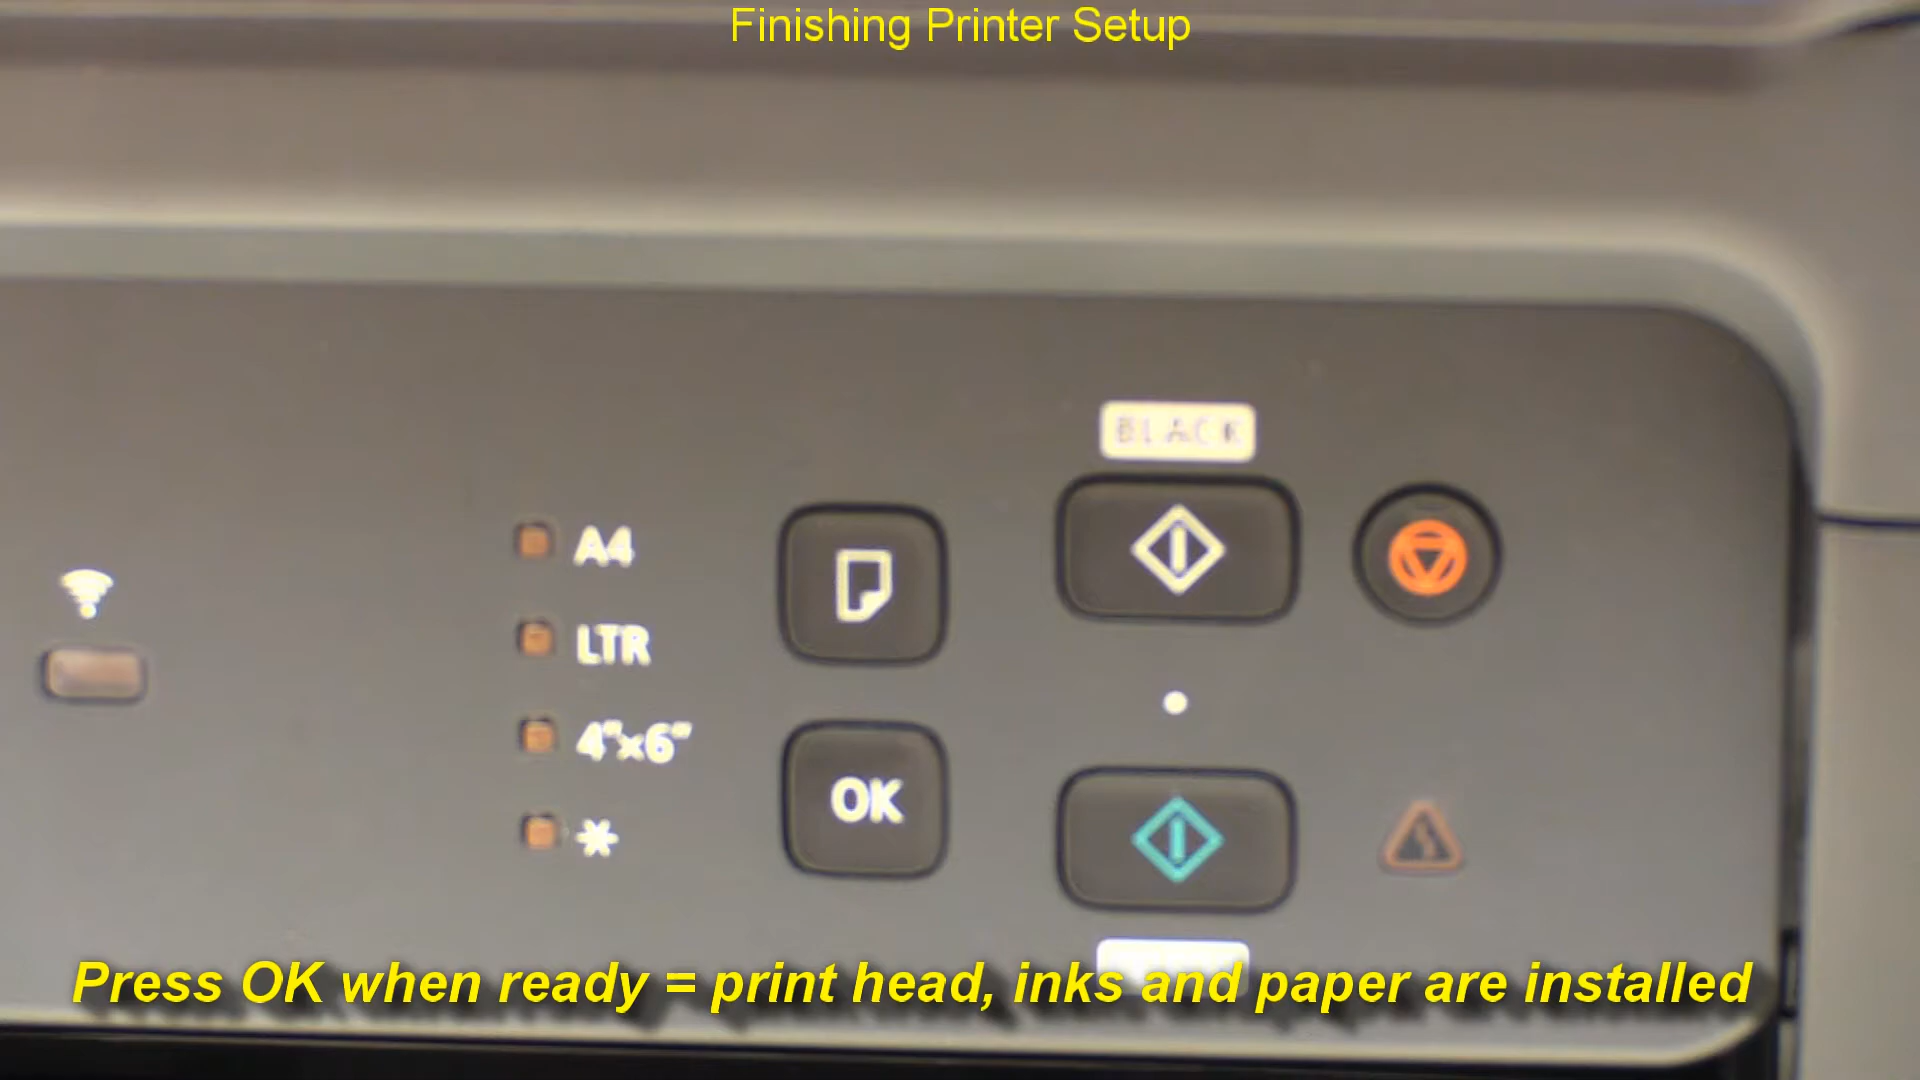 Finishing Printer Setup
BLACK
A4
LTR
4"x6"
*
OK
Press OK when ready = print head, inks and paper are installed